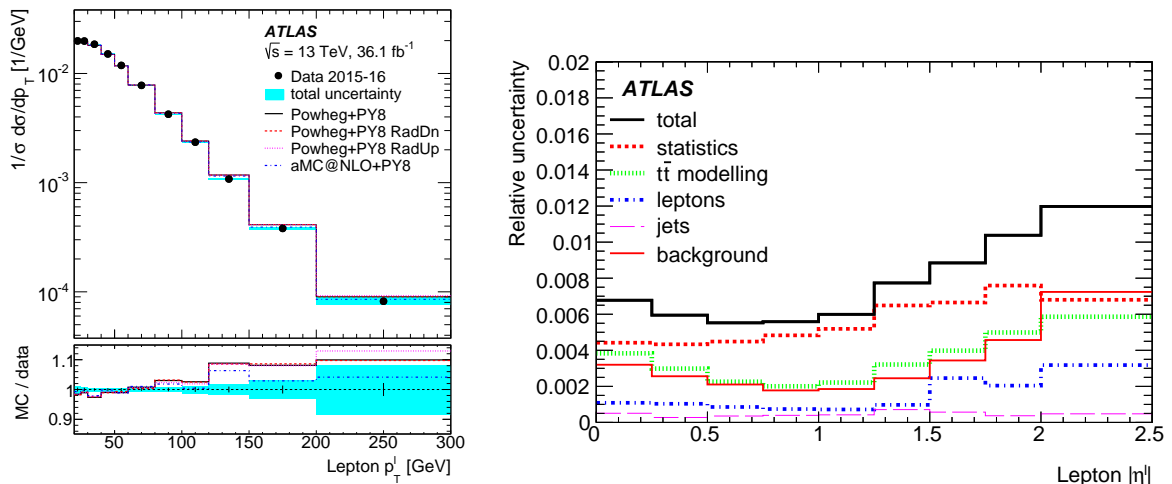 ATLAS
√s = 13 TeV, 36.1 fb⁻¹
Data 2015-16
total uncertainty
Powheg+PY8
Powheg+PY8 RadDn
Powheg+PY8 RadUp
aMC@NLO+PY8
1/σ dσ/dp_T [1/GeV]
10⁻²
10⁻³
10⁻⁴
MC / data
1.1
1
0.9
50 100 150 200 250 300
Lepton p_T^l [GeV]
ATLAS
total
statistics
tt̄ modelling
leptons
jets
background
Relative uncertainty
0.02
0.018
0.016
0.014
0.012
0.01
0.008
0.006
0.004
0.002
0
0 0.5 1 1.5 2 2.5
Lepton |η^l|